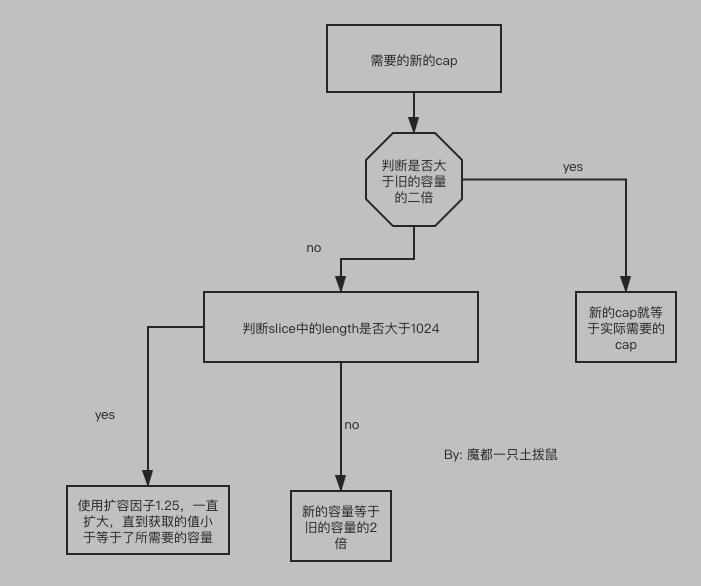 需要的新的cap
判断是否大
于旧的容量
的二倍
yes
no
判断slice中的length是否大于1024
新的cap就等
于实际需要的
cap
yes
no
By: 魔都一只土拨鼠
使用扩容因子1.25，一直
扩大，直到获取的值小
于等于了所需要的容量
新的容量等于
旧的容量的2
倍